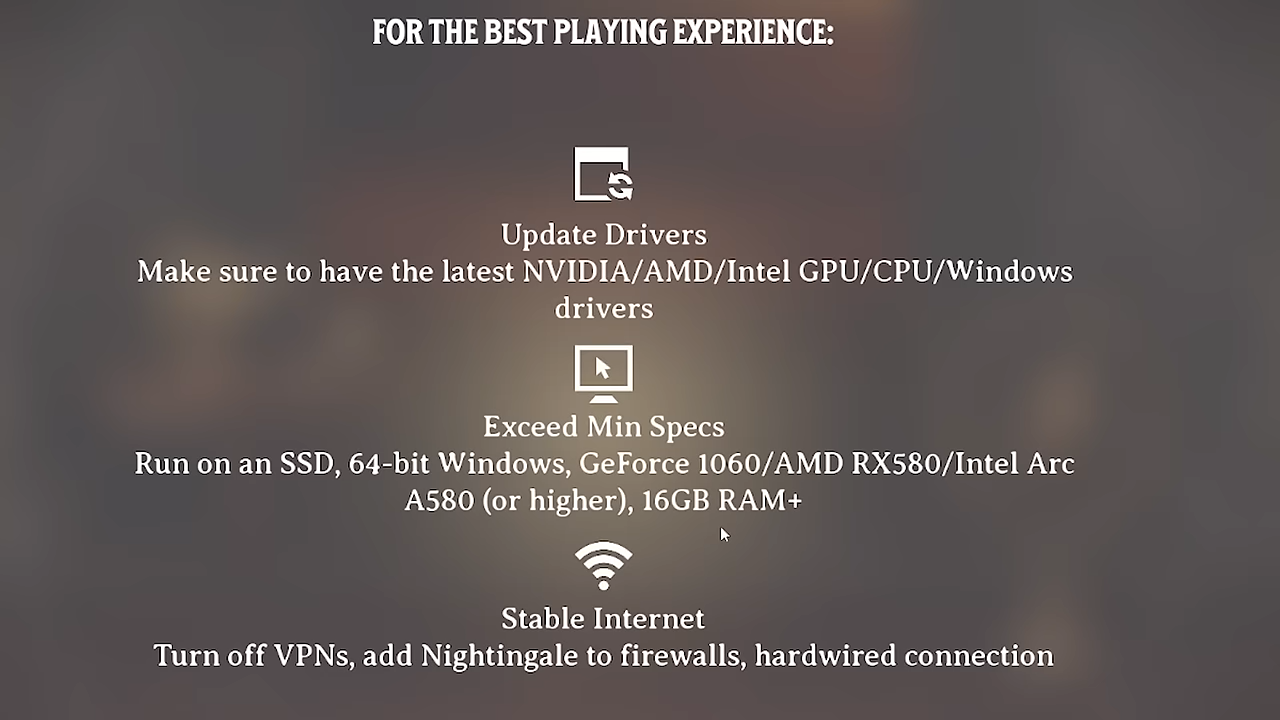 FOR THE BEST PLAYING EXPERIENCE:
Update Drivers
Make sure to have the latest NVIDIA/AMD/Intel GPU/CPU/Windows
drivers
Exceed Min Specs
Run on an SSD, 64-bit Windows, GeForce 1060/AMD RX580/Intel Arc
A580 (or higher), 16GB RAM+
Stable Internet
Turn off VPNs, add Nightingale to firewalls, hardwired connection